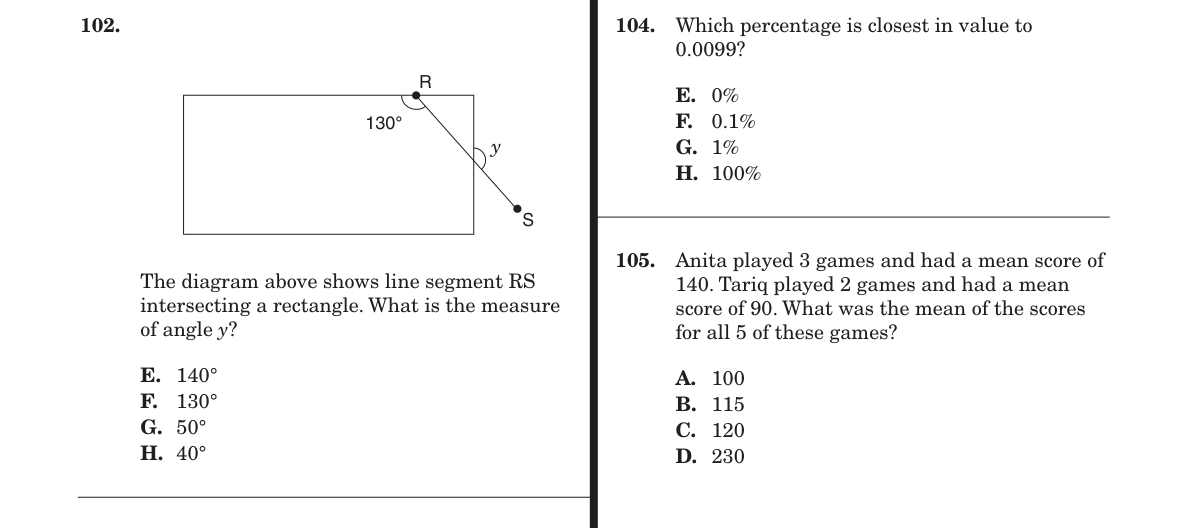 102.
R
130°
y
S
The diagram above shows line segment RS
intersecting a rectangle. What is the measure
of angle y?
E. 140°
F. 130°
G. 50°
H. 40°
104. Which percentage is closest in value to
0.0099?
E. 0%
F. 0.1%
G. 1%
H. 100%
105. Anita played 3 games and had a mean score of
140. Tariq played 2 games and had a mean
score of 90. What was the mean of the scores
for all 5 of these games?
A. 100
B. 115
C. 120
D. 230